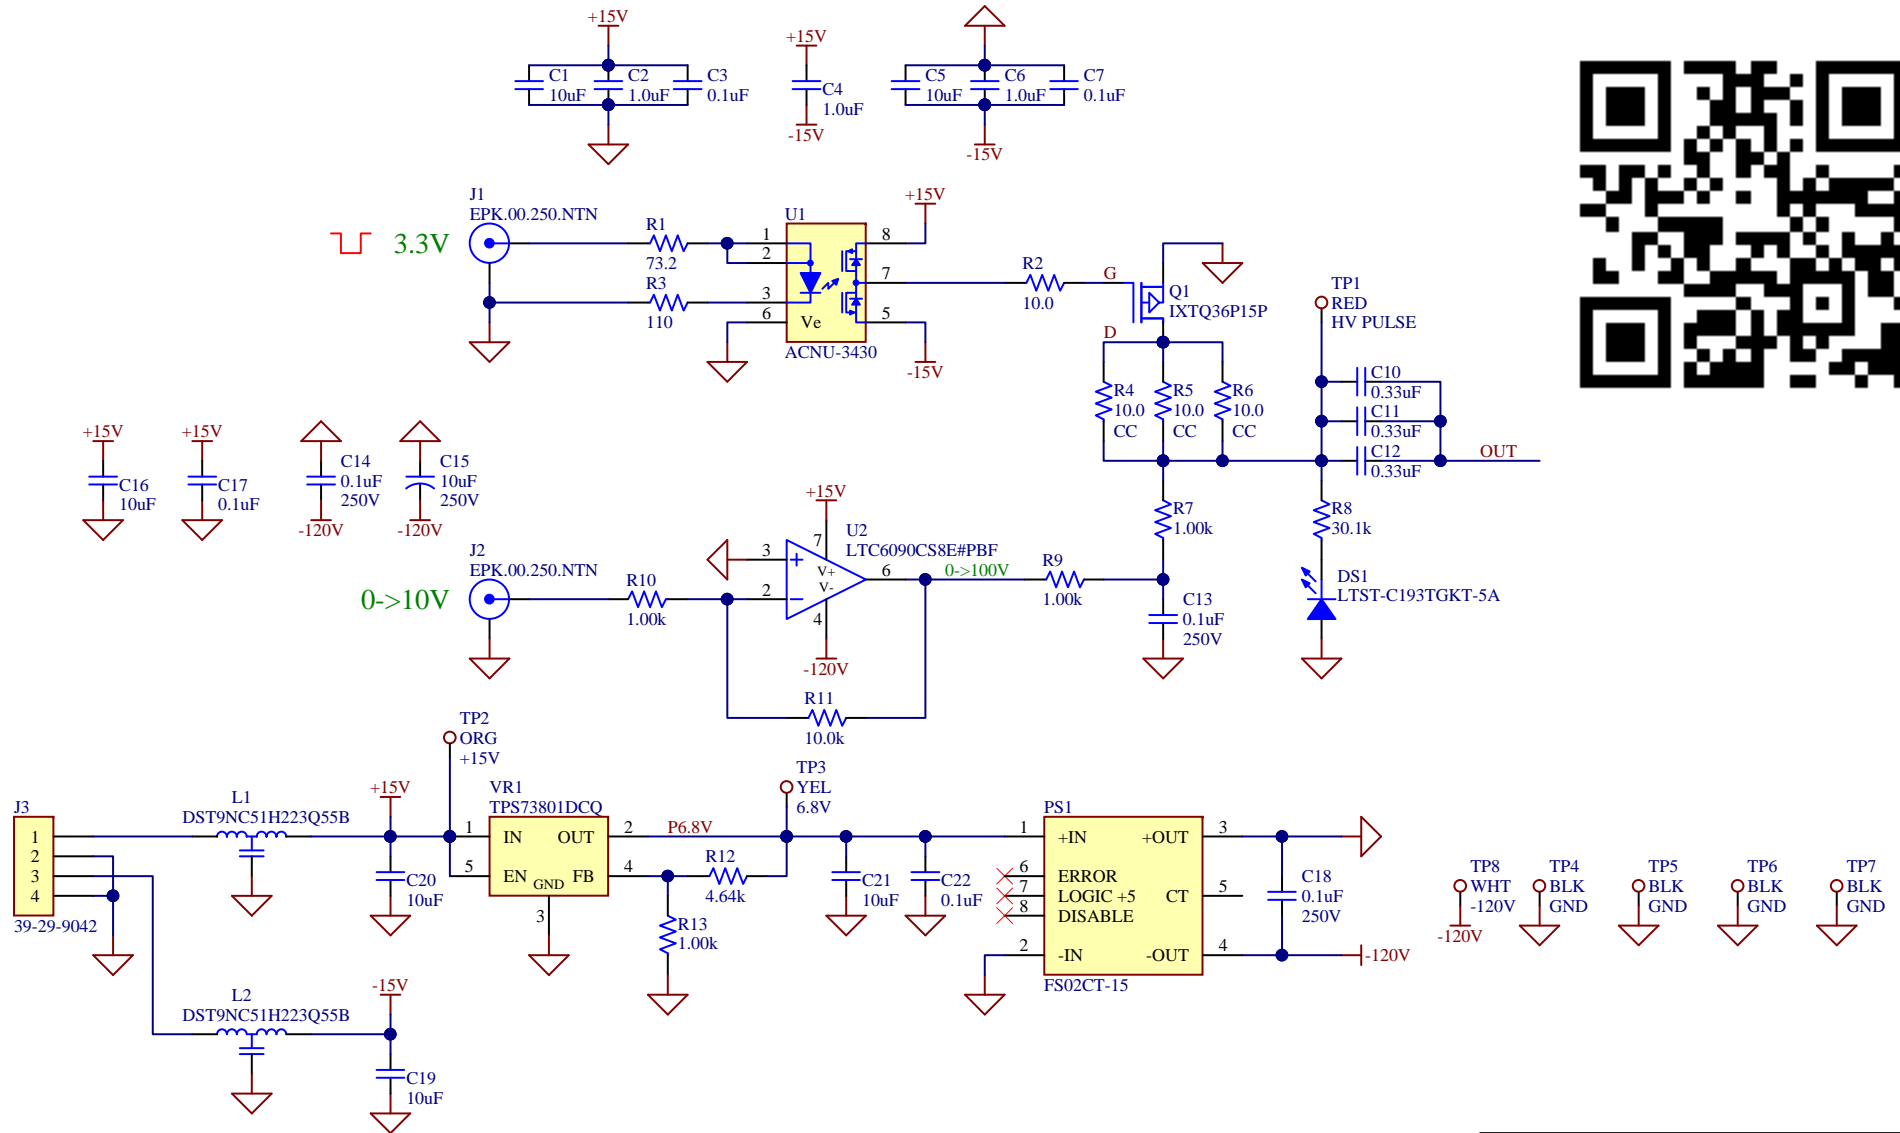 +15V
C1
10uF
C2
1.0uF
C3
0.1uF
+15V
C4
1.0uF
-15V
C5
10uF
C6
1.0uF
C7
0.1uF
-15V
3.3V
J1
EPK.00.250.NTN
R1
73.2
R3
110
U1
1
2
3
6
Ve
8
7
5
ACNU-3430
+15V
-15V
R2
10.0
G
Q1
IXTQ36P15P
D
R4
10.0
CC
R5
10.0
CC
R6
10.0
CC
TP1
RED
HV PULSE
C10
0.33uF
C11
0.33uF
C12
0.33uF
OUT
+15V
C16
10uF
+15V
C17
0.1uF
C14
0.1uF
250V
-120V
C15
10uF
250V
-120V
0->10V
J2
EPK.00.250.NTN
R10
1.00k
+15V
U2
LTC6090CS8E#PBF
3
2
7
V+
V-
4
6
-120V
0->100V
R11
10.0k
R9
1.00k
R7
1.00k
C13
0.1uF
250V
R8
30.1k
DS1
LTST-C193TGKT-5A
J3
1
2
3
4
39-29-9042
L1
DST9NC51H223Q55B
+15V
C20
10uF
TP2
ORG
+15V
VR1
TPS73801DCQ
1
IN
OUT
2
5
EN
GND
FB
4
3
P6.8V
R12
4.64k
R13
1.00k
TP3
YEL
6.8V
C21
10uF
C22
0.1uF
PS1
1
+IN
+OUT
3
6
ERROR
7
LOGIC +5
CT
5
8
DISABLE
2
-IN
-OUT
4
FS02CT-15
C18
0.1uF
250V
-120V
TP8
WHT
-120V
-120V
TP4
BLK
GND
TP5
BLK
GND
TP6
BLK
GND
TP7
BLK
GND
L2
DST9NC51H223Q55B
-15V
C19
10uF